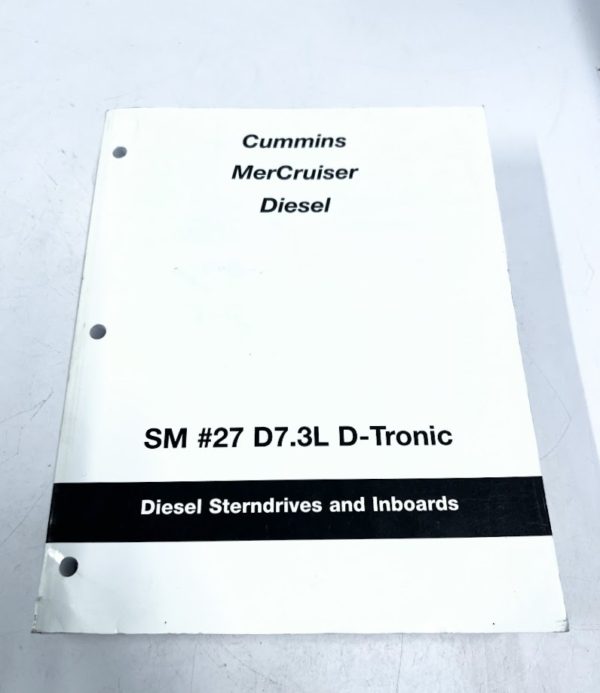 Cummins
MerCruiser
Diesel
SM #27 D7.3L D-Tronic
Diesel Sterndrives and Inboards